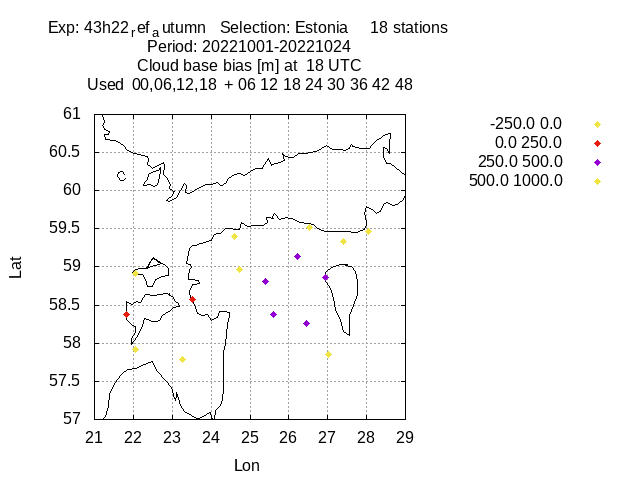 Exp: 43h22refautumn Selection: Estonia 18 stations
Period: 20221001-20221024
Cloud base bias [m] at 18 UTC
Used 00,06,12,18 + 06 12 18 24 30 36 42 48
-250.0 0.0
0.0 250.0
250.0 500.0
500.0 1000.0
61
60.5
60
59.5
59
58.5
58
57.5
57
Lat
21 22 23 24 25 26 27 28 29
Lon